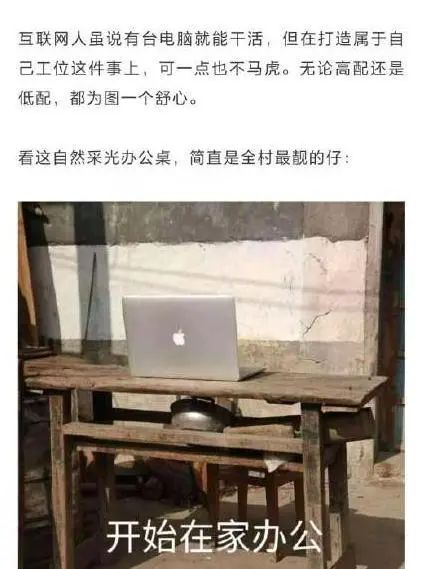 互联网人虽说有台电脑就能干活，但在打造属于自
己工位这件事上，可一点也不马虎。无论高配还是
低配，都为图一个舒心。
看这自然采光办公桌，简直是全村最靓的仔：
开始在家办公